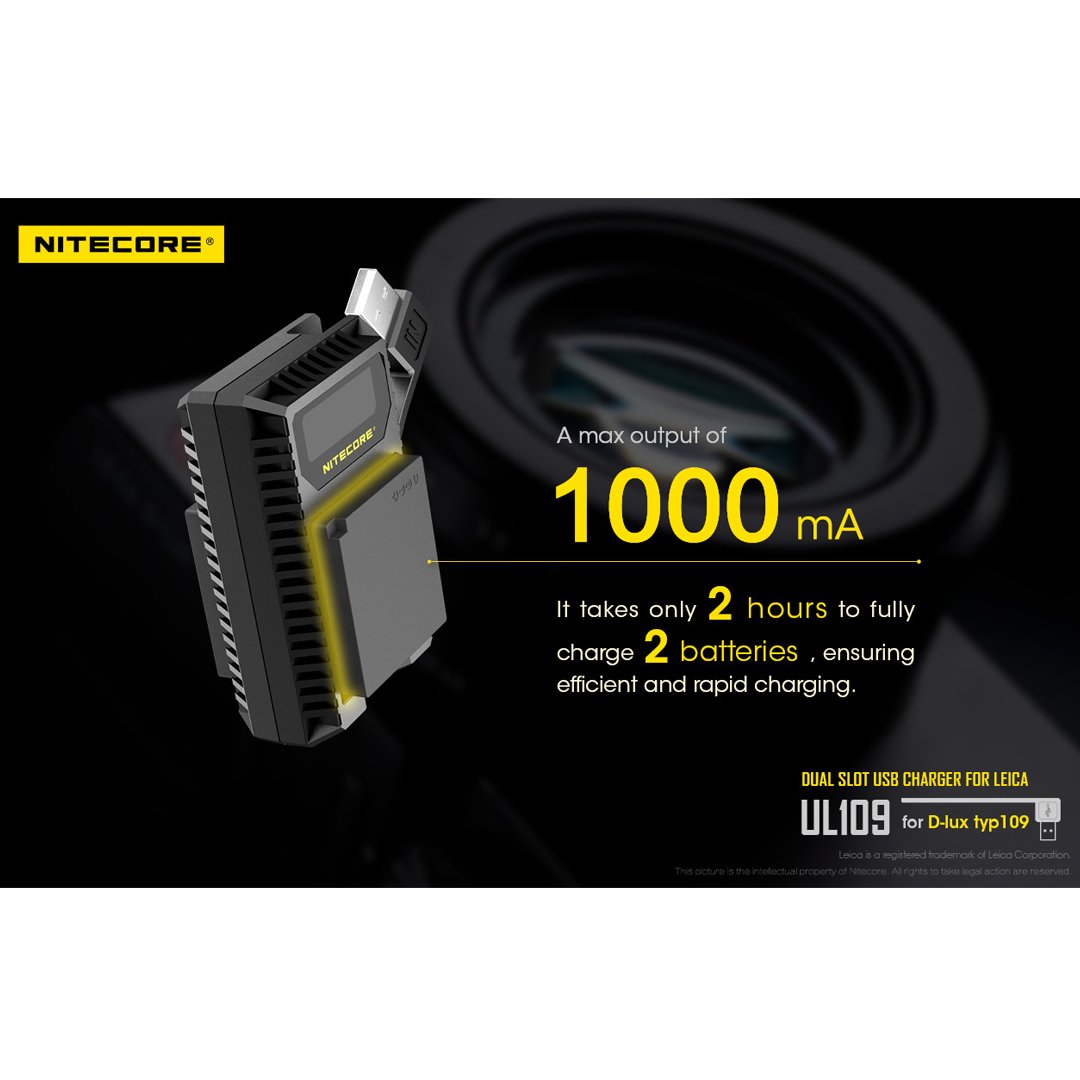 NITECORE®
NITECORE®
A max output of
1000 mA
It takes only 2 hours to fully
charge 2 batteries , ensuring
efficient and rapid charging.
DUAL SLOT USB CHARGER FOR LEICA
UL109 for D-lux typ109
Leica is a registered trademark of Leica Corporation.
This picture is the intellectual property of Nitecore. All rights to take legal action are reserved.